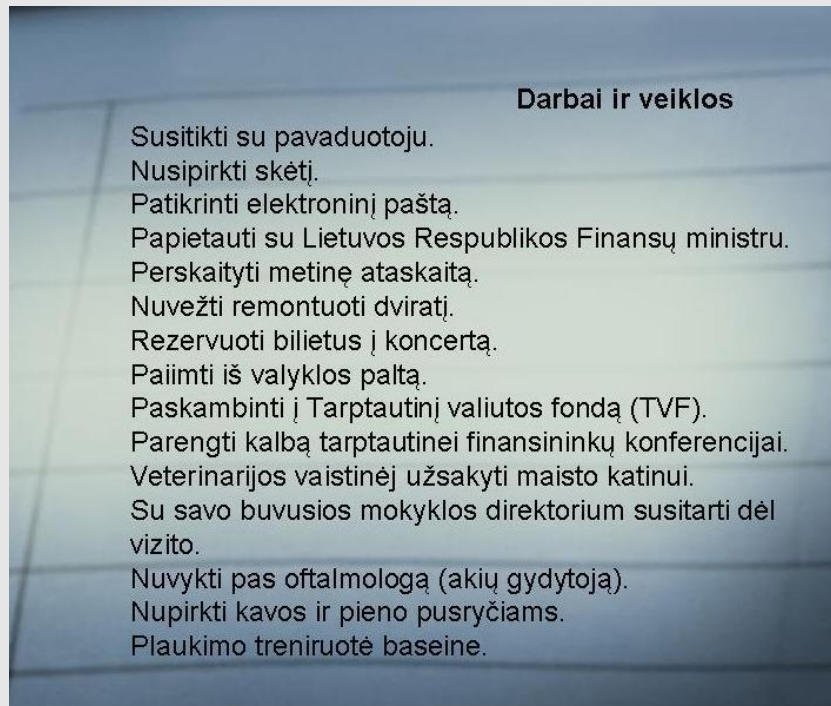 Darbai ir veiklos
Susitikti su pavaduotoju.
Nusipirkti skėtį.
Patikrinti elektroninį paštą.
Papietauti su Lietuvos Respublikos Finansų ministru.
Perskaityti metinę ataskaitą.
Nuvežti remontuoti dviratį.
Rezervuoti bilietus į koncertą.
Paiimti iš valyklos paltą.
Paskambinti į Tarptautinį valiutos fondą (TVF).
Parengti kalbą tarptautinei finansininkų konferencijai.
Veterinarijos vaistinėj užsakyti maisto katinui.
Su savo buvusios mokyklos direktorium susitarti dėl
vizito.
Nuvykti pas oftalmologą (akių gydytoją).
Nupirkti kavos ir pieno pusryčiams.
Plaukimo treniruotė baseine.